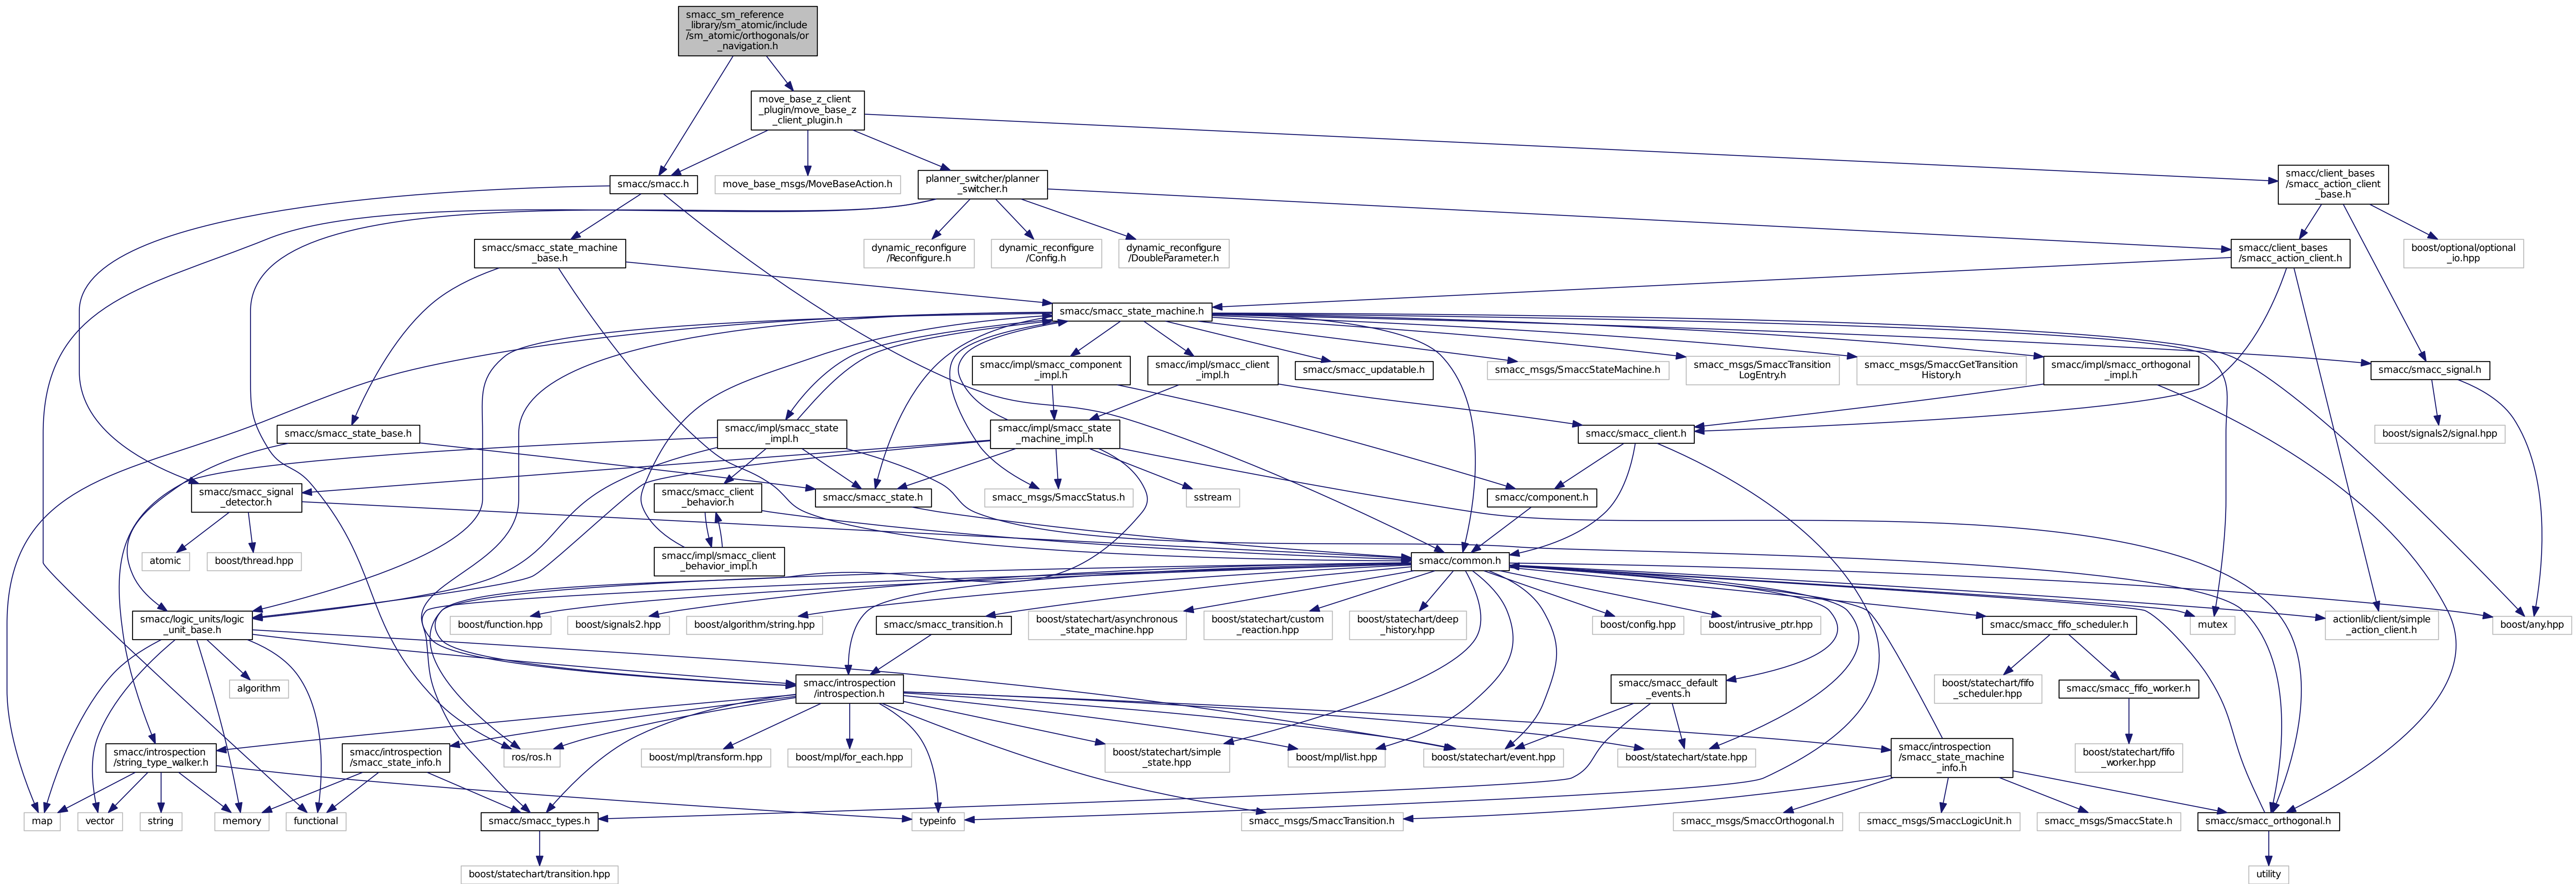 smacc_sm_reference
_library/sm_atomic/include
/sm_atomic/orthogonals/or
_navigation.h
move_base_z_client
_plugin/move_base_z
_client_plugin.h
smacc/smacc.h
move_base_msgs/MoveBaseAction.h
planner_switcher/planner
_switcher.h
smacc/client_bases
/smacc_action_client
_base.h
smacc/smacc_state_machine
_base.h
dynamic_reconfigure
/Reconfigure.h
dynamic_reconfigure
/Config.h
dynamic_reconfigure
/DoubleParameter.h
smacc/client_bases
/smacc_action_client.h
boost/optional/optional
_io.hpp
smacc/smacc_state_machine.h
smacc/impl/smacc_component
_impl.h
smacc/impl/smacc_client
_impl.h
smacc/smacc_updatable.h
smacc_msgs/SmaccStateMachine.h
smacc_msgs/SmaccTransition
LogEntry.h
smacc_msgs/SmaccGetTransition
History.h
smacc/impl/smacc_orthogonal
_impl.h
smacc/smacc_signal.h
smacc/smacc_state_base.h
smacc/impl/smacc_state
_impl.h
smacc/impl/smacc_state
_machine_impl.h
smacc/smacc_client.h
boost/signals2/signal.hpp
smacc/smacc_signal
_detector.h
smacc/smacc_client
_behavior.h
smacc/smacc_state.h
smacc_msgs/SmaccStatus.h
sstream
smacc/component.h
atomic
boost/thread.hpp
smacc/impl/smacc_client
_behavior_impl.h
smacc/common.h
smacc/logic_units/logic
_unit_base.h
boost/function.hpp
boost/signals2.hpp
boost/algorithm/string.hpp
smacc/smacc_transition.h
boost/statechart/asynchronous
_state_machine.hpp
boost/statechart/custom
_reaction.hpp
boost/statechart/deep
_history.hpp
boost/config.hpp
boost/intrusive_ptr.hpp
smacc/smacc_fifo_scheduler.h
mutex
actionlib/client/simple
_action_client.h
boost/any.hpp
algorithm
smacc/introspection
/introspection.h
smacc/smacc_default
_events.h
boost/statechart/fifo
_scheduler.hpp
smacc/smacc_fifo_worker.h
smacc/introspection
/string_type_walker.h
smacc/introspection
/smacc_state_info.h
ros/ros.h
boost/mpl/transform.hpp
boost/mpl/for_each.hpp
boost/statechart/simple
_state.hpp
boost/mpl/list.hpp
boost/statechart/event.hpp
boost/statechart/state.hpp
smacc/introspection
/smacc_state_machine
_info.h
boost/statechart/fifo
_worker.hpp
map
vector
string
memory
functional
smacc/smacc_types.h
typeinfo
smacc_msgs/SmaccTransition.h
smacc_msgs/SmaccOrthogonal.h
smacc_msgs/SmaccLogicUnit.h
smacc_msgs/SmaccState.h
smacc/smacc_orthogonal.h
boost/statechart/transition.hpp
utility